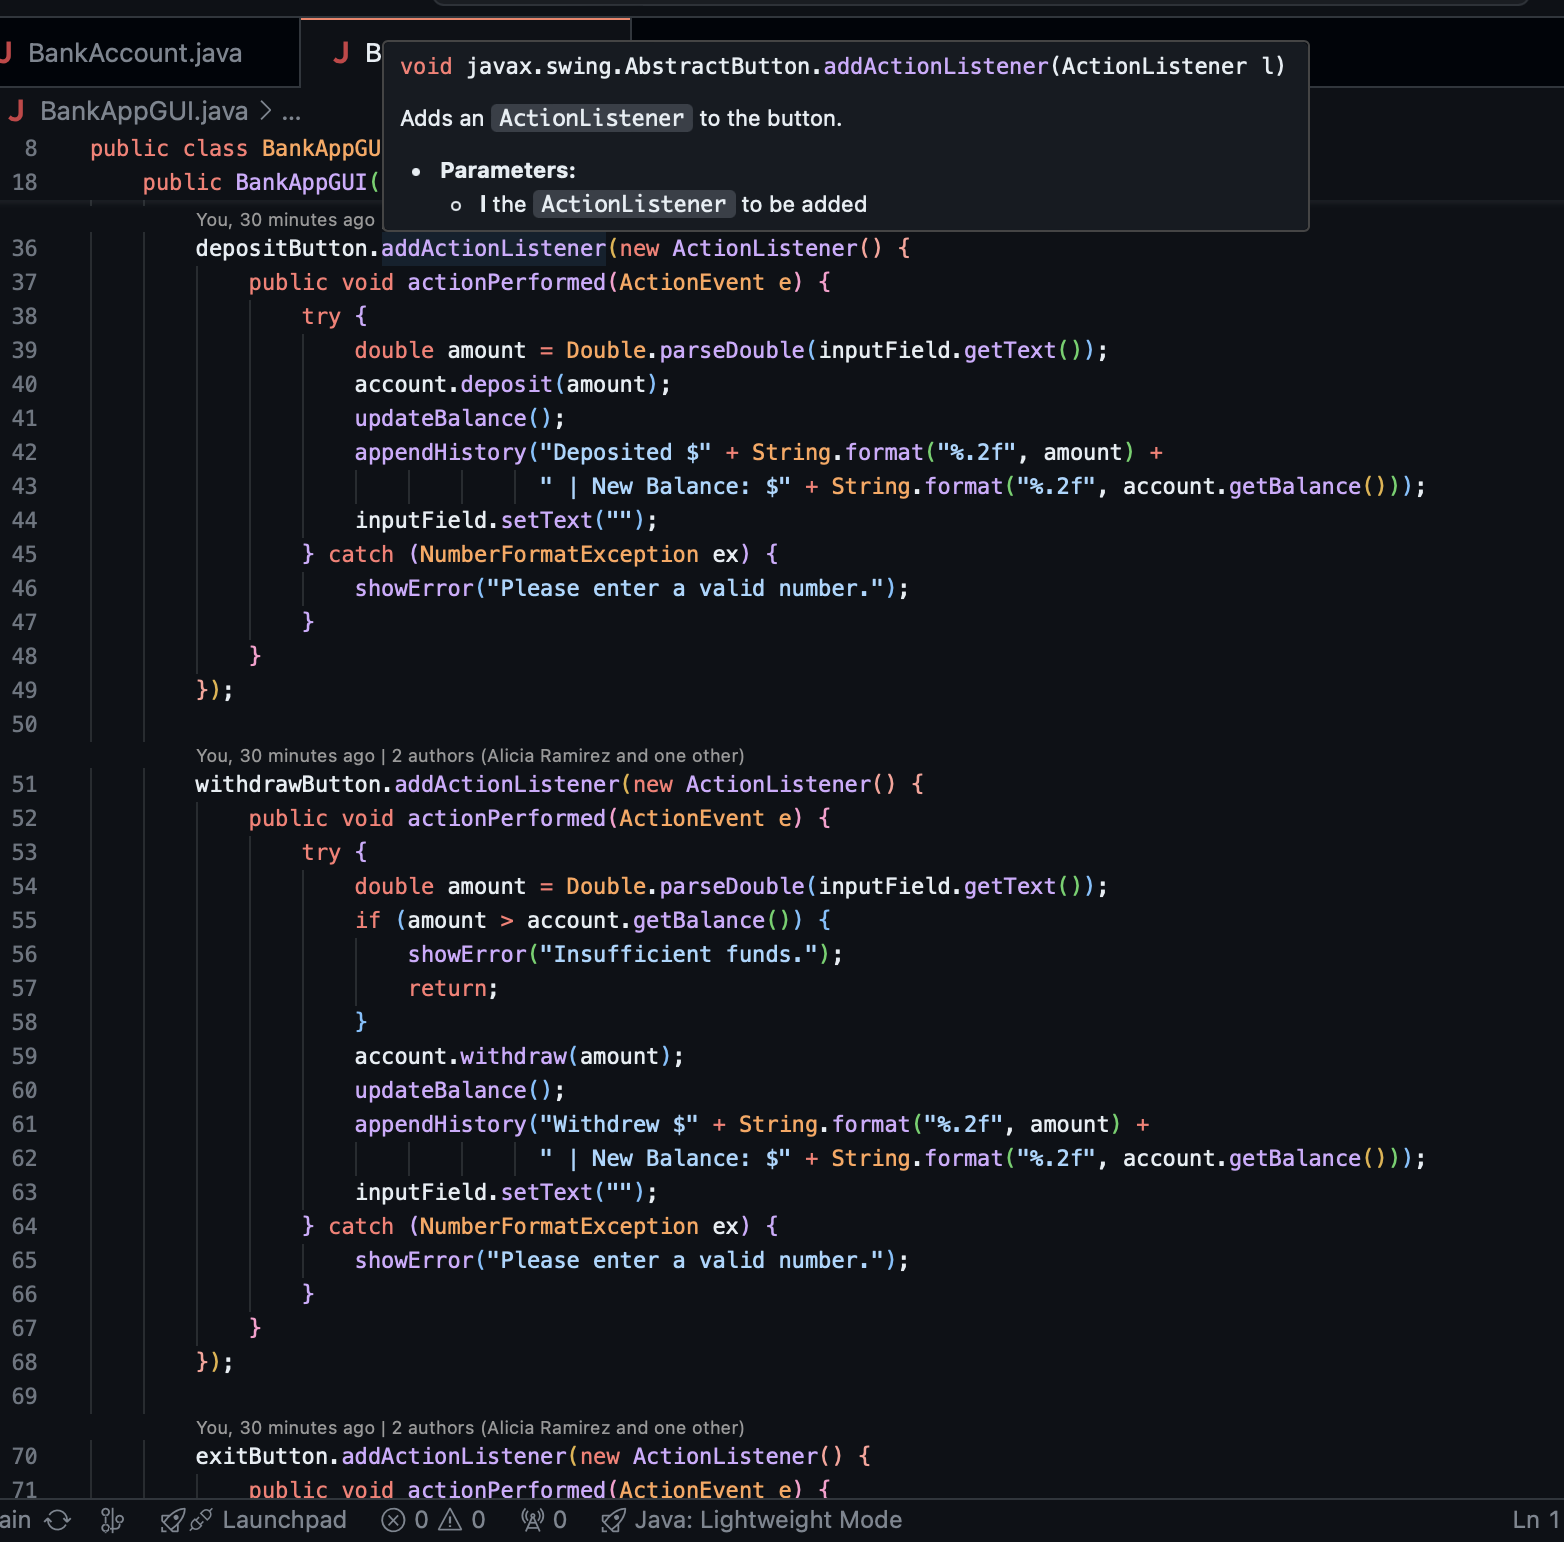 BankAccount.java
B
void javax.swing.AbstractButton.addActionListener(ActionListener l)
Adds an ActionListener to the button.
• Parameters:
◦ l the ActionListener to be added
BankAppGUI.java > ...
8 public class BankAppGU
18 public BankAppGUI(
You, 30 minutes ago
36 depositButton.addActionListener(new ActionListener() {
37 public void actionPerformed(ActionEvent e) {
38 try {
39 double amount = Double.parseDouble(inputField.getText());
40 account.deposit(amount);
41 updateBalance();
42 appendHistory("Deposited $" + String.format("%.2f", amount) +
43 " | New Balance: $" + String.format("%.2f", account.getBalance()));
44 inputField.setText("");
45 } catch (NumberFormatException ex) {
46 showError("Please enter a valid number.");
47 }
48 }
49 });
50
You, 30 minutes ago | 2 authors (Alicia Ramirez and one other)
51 withdrawButton.addActionListener(new ActionListener() {
52 public void actionPerformed(ActionEvent e) {
53 try {
54 double amount = Double.parseDouble(inputField.getText());
55 if (amount > account.getBalance()) {
56 showError("Insufficient funds.");
57 return;
58 }
59 account.withdraw(amount);
60 updateBalance();
61 appendHistory("Withdrew $" + String.format("%.2f", amount) +
62 " | New Balance: $" + String.format("%.2f", account.getBalance()));
63 inputField.setText("");
64 } catch (NumberFormatException ex) {
65 showError("Please enter a valid number.");
66 }
67 }
68 });
69
You, 30 minutes ago | 2 authors (Alicia Ramirez and one other)
70 exitButton.addActionListener(new ActionListener() {
71 public void actionPerformed(ActionEvent e) {
ain Launchpad 0 0 0 Java: Lightweight Mode Ln 1